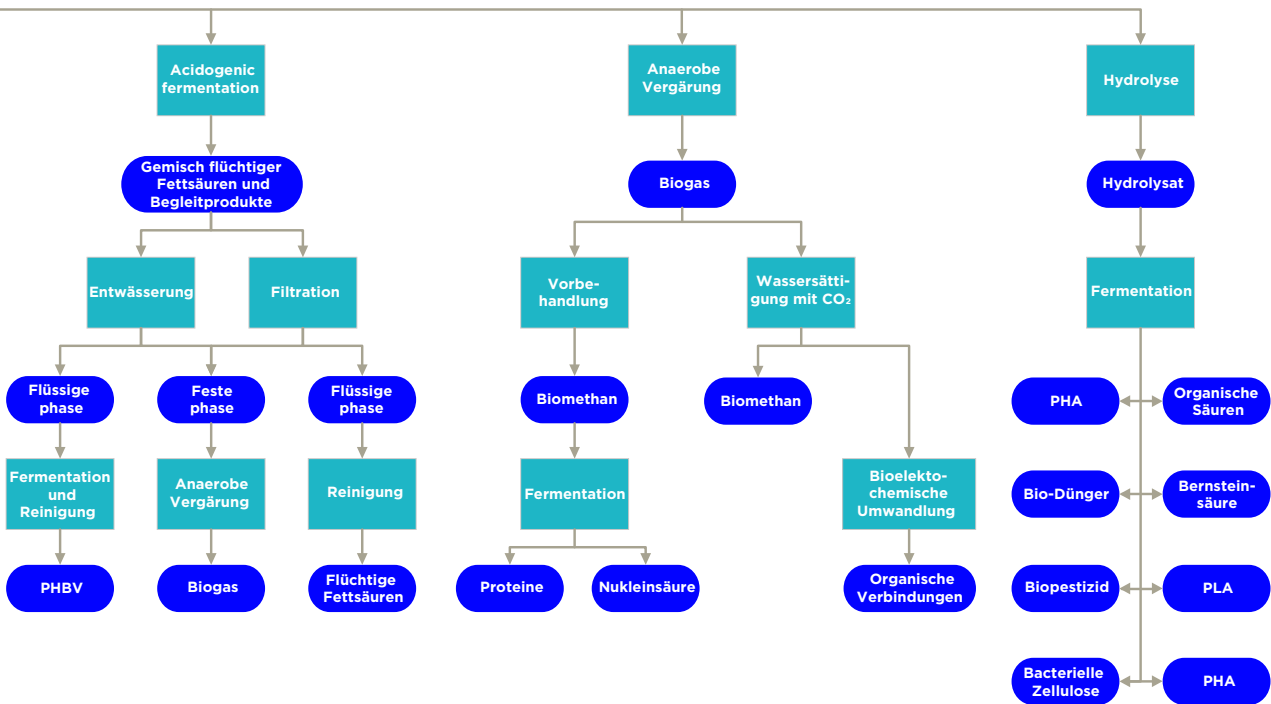 Acidogenic
fermentation
Anaerobe
Vergärung
Hydrolyse
Gemisch flüchtiger
Fettsäuren und
Begleitprodukte
Biogas
Hydrolysat
Entwässerung
Filtration
Vorbe-
handlung
Wassersätti-
gung mit CO₂
Fermentation
Flüssige
phase
Feste
phase
Flüssige
phase
Biomethan
Biomethan
PHA
Organische
Säuren
Fermentation
und
Reinigung
Anaerobe
Vergärung
Reinigung
Fermentation
Bioelekto-
chemische
Umwandlung
Bio-Dünger
Bernstein-
säure
PHBV
Biogas
Flüchtige
Fettsäuren
Proteine
Nukleinsäure
Organische
Verbindungen
Biopestizid
PLA
Bacterielle
Zellulose
PHA